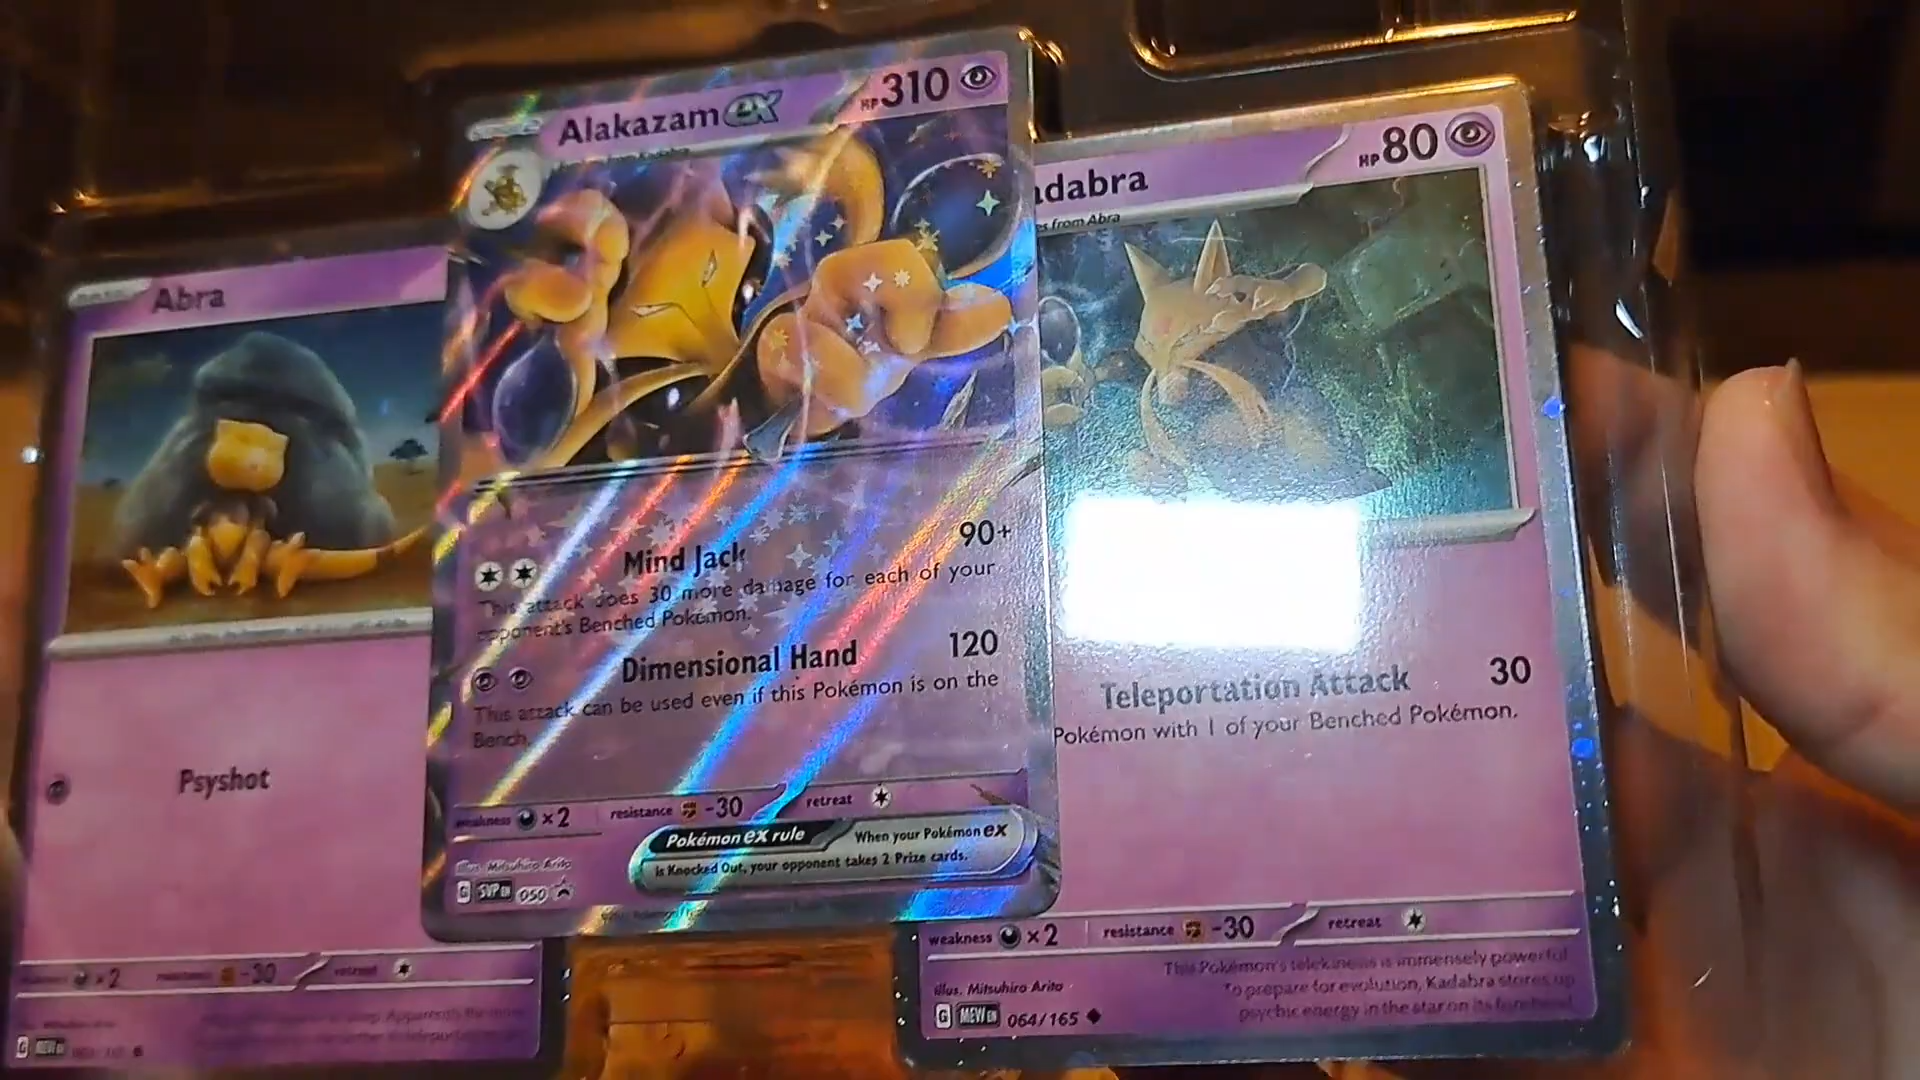 Abra
Psyshot
×2
-30
retreat
G MEW EN
Alakazam ex
HP 310
90+
Mind Jack
This attack does 30 more damage for each of your
opponent's Benched Pokémon.
Dimensional Hand 120
This attack can be used even if this Pokémon is on the
Bench.
weakness ×2 resistance -30 retreat
Pokémon ex rule When your Pokémon ex
is Knocked Out, your opponent takes 2 Prize cards.
Illus. Mitsuhiro Arita
G SVP EN 050
adabra
HP 80
es from Abra
Teleportation Attack 30
Pokémon with 1 of your Benched Pokémon.
weakness ×2 resistance -30 retreat
This Pokémon's telekinesis is immensely powerful.
To prepare for evolution, Kadabra stores up
psychic energy in the star on its forehead.
Illus. Mitsuhiro Arita
G MEW EN 064/165